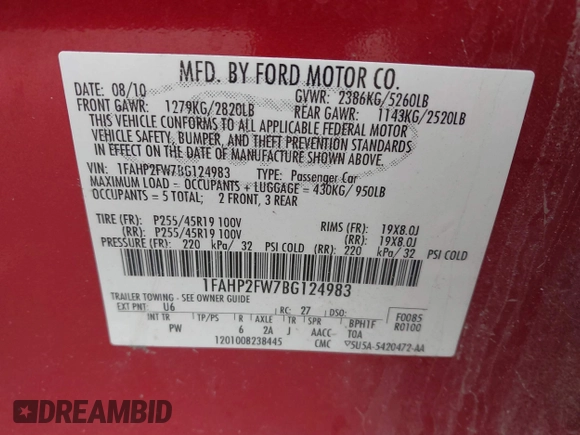 MFD. BY FORD MOTOR CO.
DATE: 08/10
GVWR: 2386KG/5260LB
FRONT GAWR: 1279KG/2820LB
REAR GAWR: 1143KG/2520LB
THIS VEHICLE CONFORMS TO ALL APPLICABLE FEDERAL MOTOR
VEHICLE SAFETY, BUMPER, AND THEFT PREVENTION STANDARDS
IN EFFECT ON THE DATE OF MANUFACTURE SHOWN ABOVE
VIN: 1FAHP2FW7BG124983 TYPE: Passenger Car
MAXIMUM LOAD = OCCUPANTS + LUGGAGE = 430KG/950LB
OCCUPANTS = 5 TOTAL; 2 FRONT, 3 REAR
TIRE (FR): P255/45R19 100V RIMS (FR): 19X8.0J
(RR): P255/45R19 100V (RR): 19X8.0J
PRESSURE (FR): 220 kPa/ 32 PSI COLD (RR): 220 kPa/ 32 PSI COLD
1FAHP2FW7BG124983
TRAILER TOWING - SEE OWNER GUIDE
EXT PNT: U6 RC: 27 DSO: F0085
R0100
INT TR TP/PS R AXLE TR SPR BPH1F
PW 6 2A J AACC TOA
1201008238445 CMC 5U5A-5420472-AA
DREAMBID